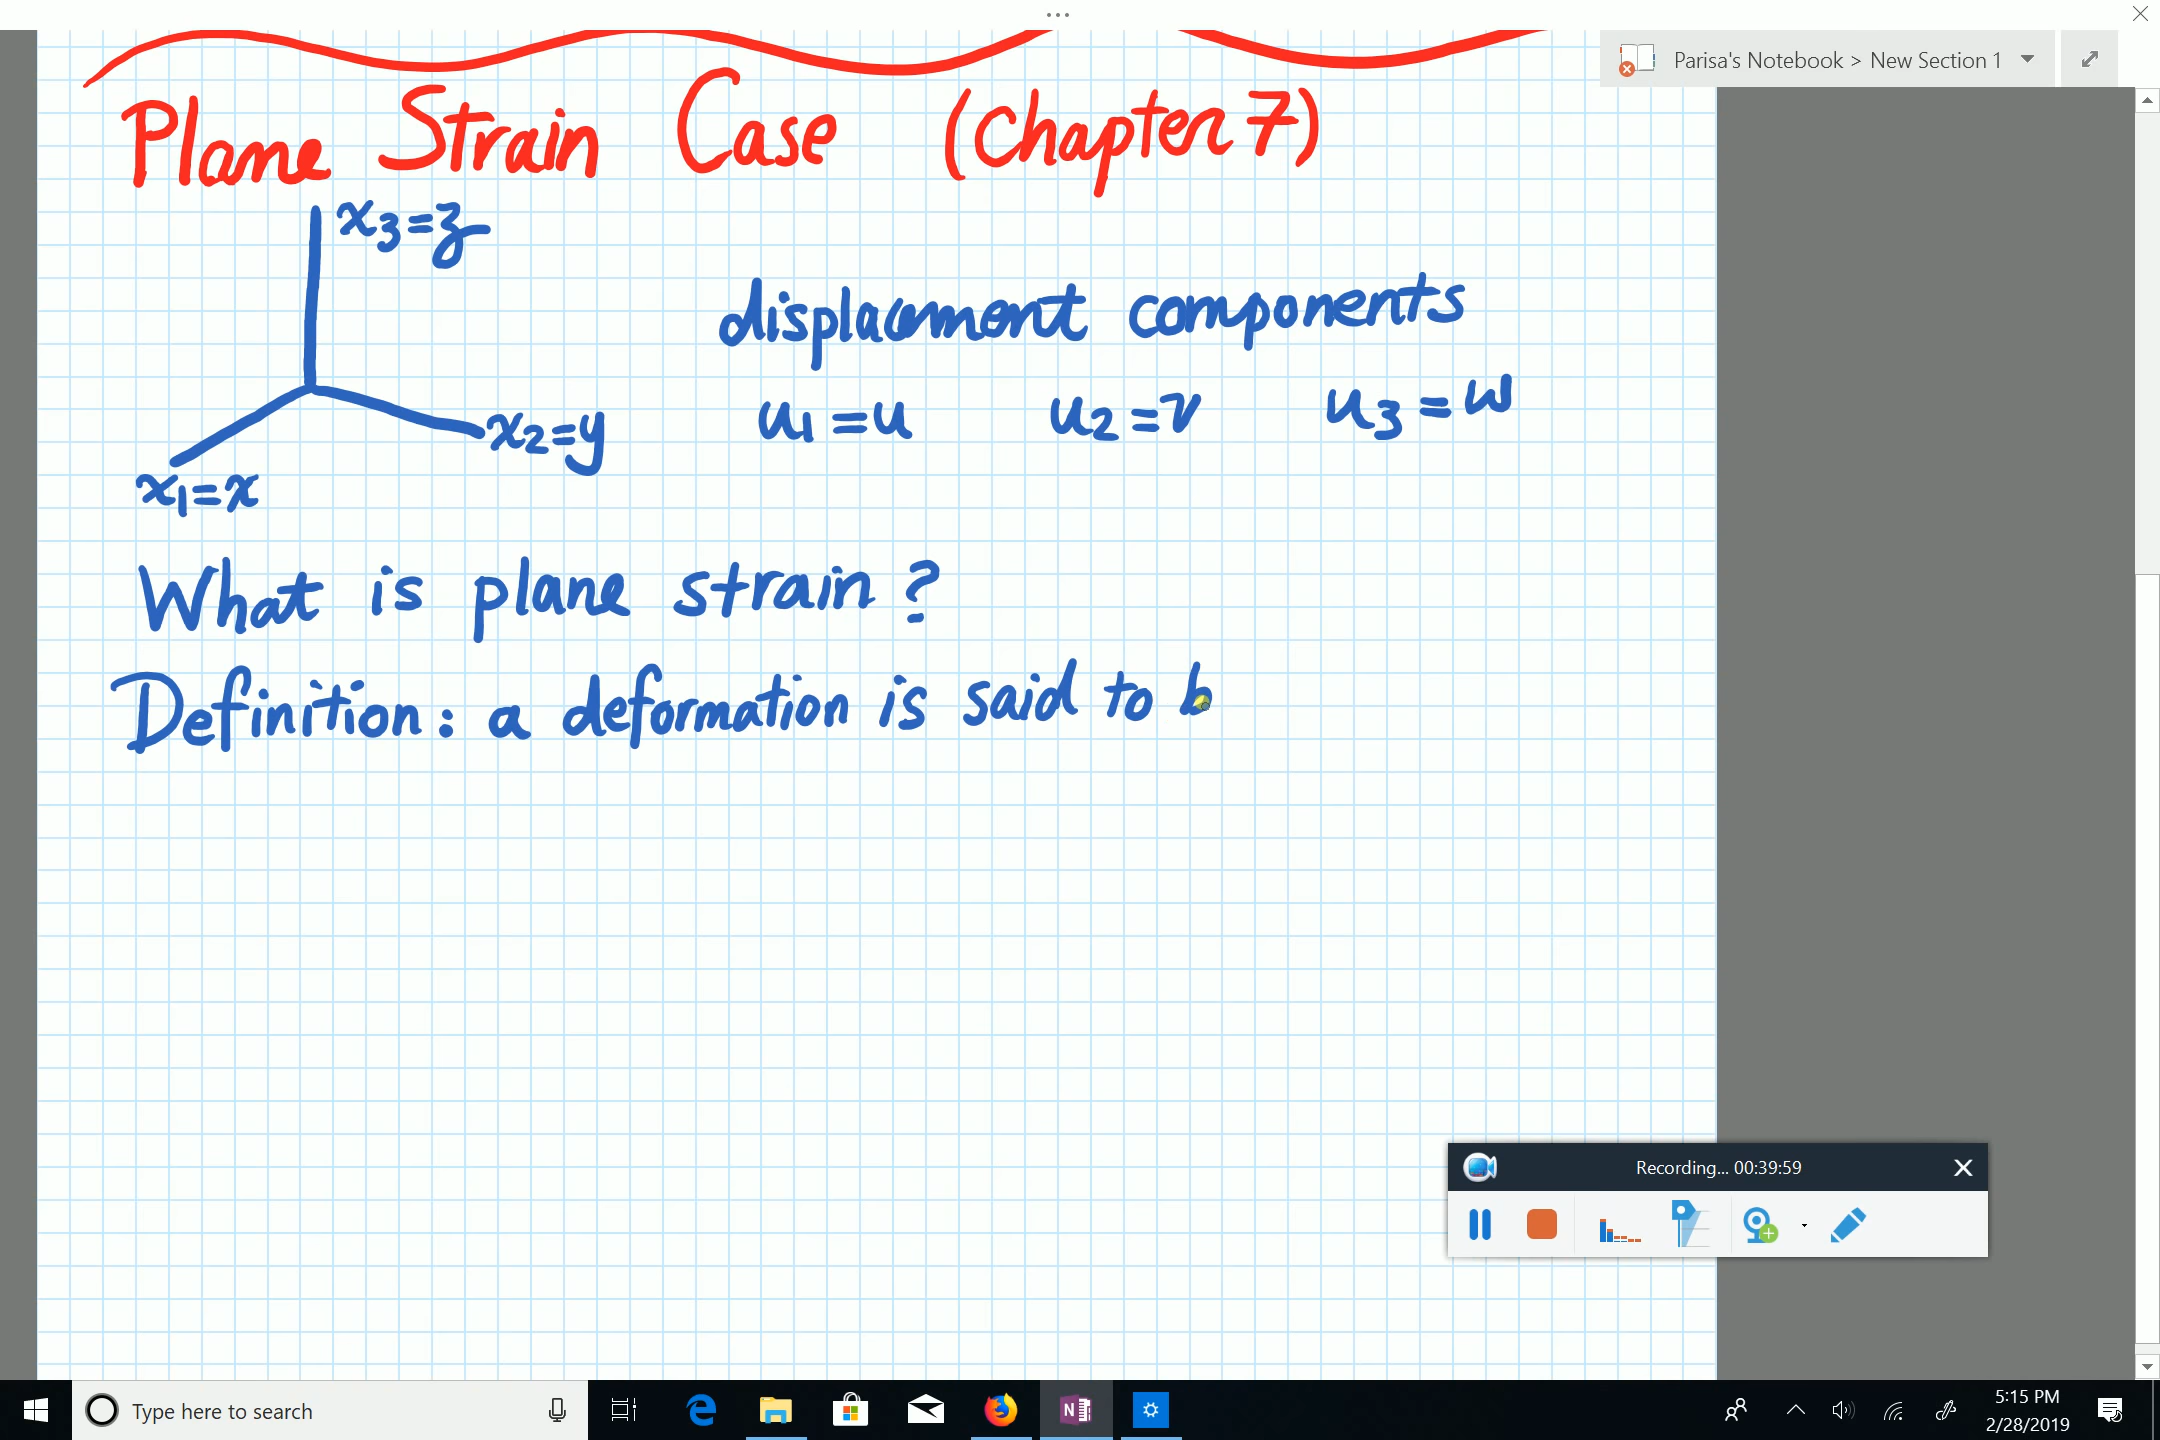 Parisa's Notebook > New Section 1
Plane Strain Case (Chapter 7)
x3=z
displacement components
u1=u u2=v u3=w
x2=y
x1=x
What is plane strain?
Definition: a deformation is said to b
Recording... 00:39:59
Type here to search
5:15 PM
2/28/2019